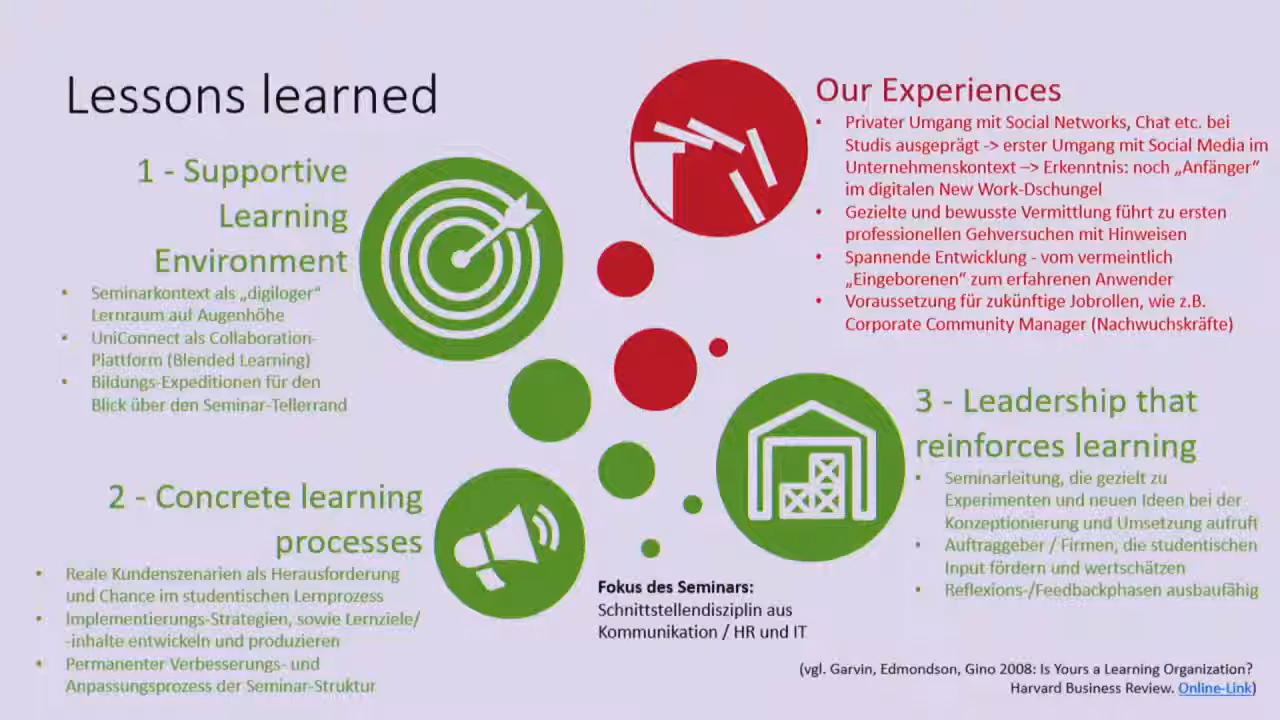 Lessons learned
1 - Supportive
Learning
Environment
• Seminarkontext als „digiloger“
Lernraum auf Augenhöhe
• UniConnect als Collaboration-
Plattform (Blended Learning)
• Bildungs-Expeditionen für den
Blick über den Seminar-Tellerrand
2 - Concrete learning
processes
• Reale Kundenszenarien als Herausforderung
und Chance im studentischen Lernprozess
• Implementierungs-Strategien, sowie Lernziele/
-inhalte entwickeln und produzieren
• Permanenter Verbesserungs- und
Anpassungsprozess der Seminar-Struktur
Our Experiences
• Privater Umgang mit Social Networks, Chat etc. bei
Studis ausgeprägt -> erster Umgang mit Social Media im
Unternehmenskontext –> Erkenntnis: noch „Anfänger“
im digitalen New Work-Dschungel
• Gezielte und bewusste Vermittlung führt zu ersten
professionellen Gehversuchen mit Hinweisen
• Spannende Entwicklung - vom vermeintlich
„Eingeborenen“ zum erfahrenen Anwender
• Voraussetzung für zukünftige Jobrollen, wie z.B.
Corporate Community Manager (Nachwuchskräfte)
3 - Leadership that
reinforces learning
• Seminarleitung, die gezielt zu
Experimenten und neuen Ideen bei der
Konzeptionierung und Umsetzung aufruft
• Auftraggeber / Firmen, die studentischen
Input fördern und wertschätzen
• Reflexions-/Feedbackphasen ausbaufähig
Fokus des Seminars:
Schnittstellendisziplin aus
Kommunikation / HR und IT
(vgl. Garvin, Edmondson, Gino 2008: Is Yours a Learning Organization?
Harvard Business Review. Online-Link)